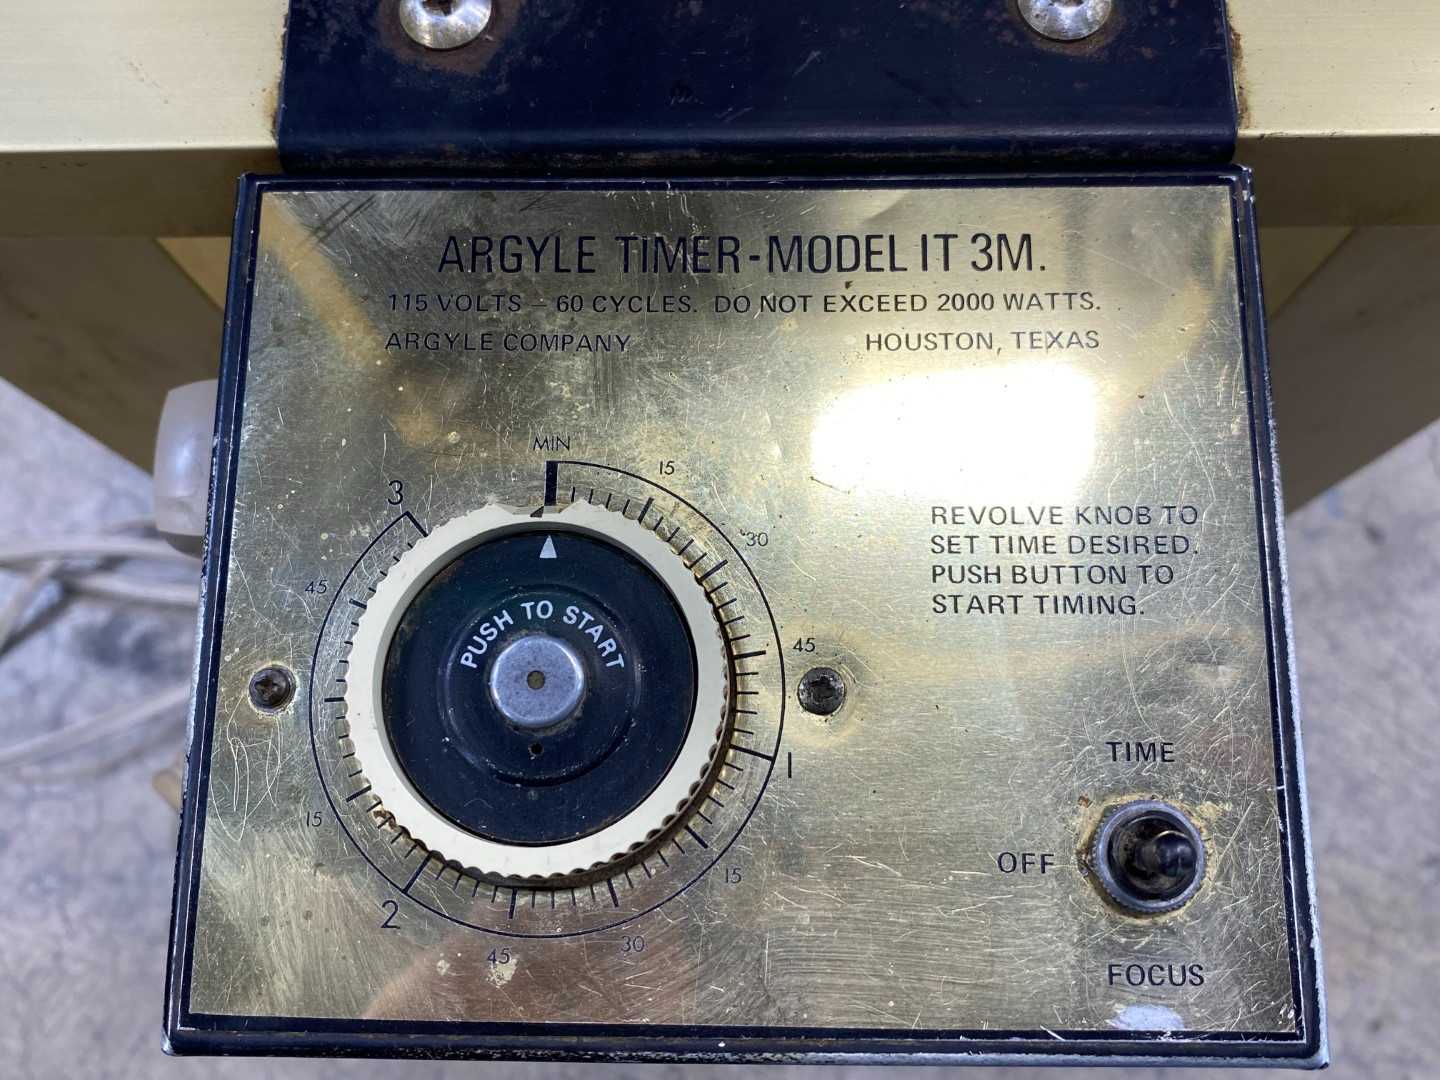 ARGYLE TIMER-MODEL IT 3M.
115 VOLTS – 60 CYCLES. DO NOT EXCEED 2000 WATTS.
ARGYLE COMPANY HOUSTON, TEXAS
MIN
15
30
45
1
15
30
45
2
15
45
3
PUSH TO START
REVOLVE KNOB TO
SET TIME DESIRED.
PUSH BUTTON TO
START TIMING.
TIME
OFF
FOCUS